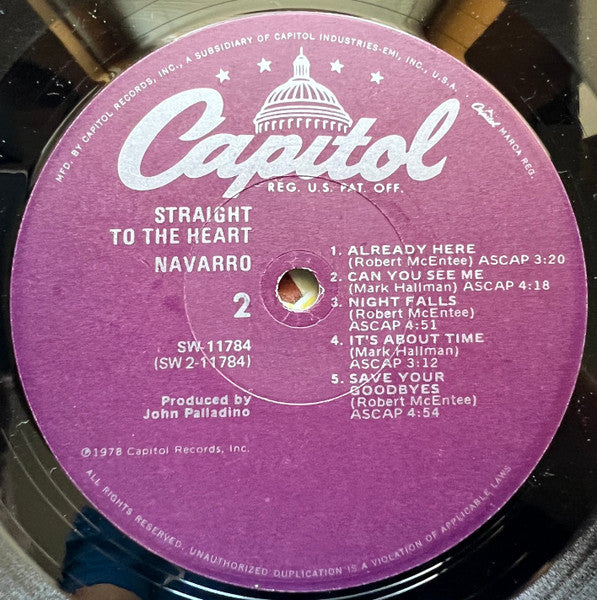 MFD. BY CAPITOL RECORDS, INC., A SUBSIDIARY OF CAPITOL INDUSTRIES-EMI, INC., U.S.A. . Capitol MARCA REG.
Capitol
REG. U.S. PAT. OFF.
STRAIGHT
TO THE HEART
NAVARRO
2
SW-11784
(SW 2-11784)
Produced by
John Palladino
1. ALREADY HERE
(Robert McEntee) ASCAP 3:20
2. CAN YOU SEE ME
(Mark Hallman) ASCAP 4:18
3. NIGHT FALLS
(Robert McEntee)
ASCAP 4:51
4. IT'S ABOUT TIME
(Mark Hallman)
ASCAP 3:12
5. SAVE YOUR
GOODBYES
(Robert McEntee)
ASCAP 4:54
℗1978 Capitol Records, Inc.
ALL RIGHTS RESERVED. UNAUTHORIZED DUPLICATION IS A VIOLATION OF APPLICABLE LAWS